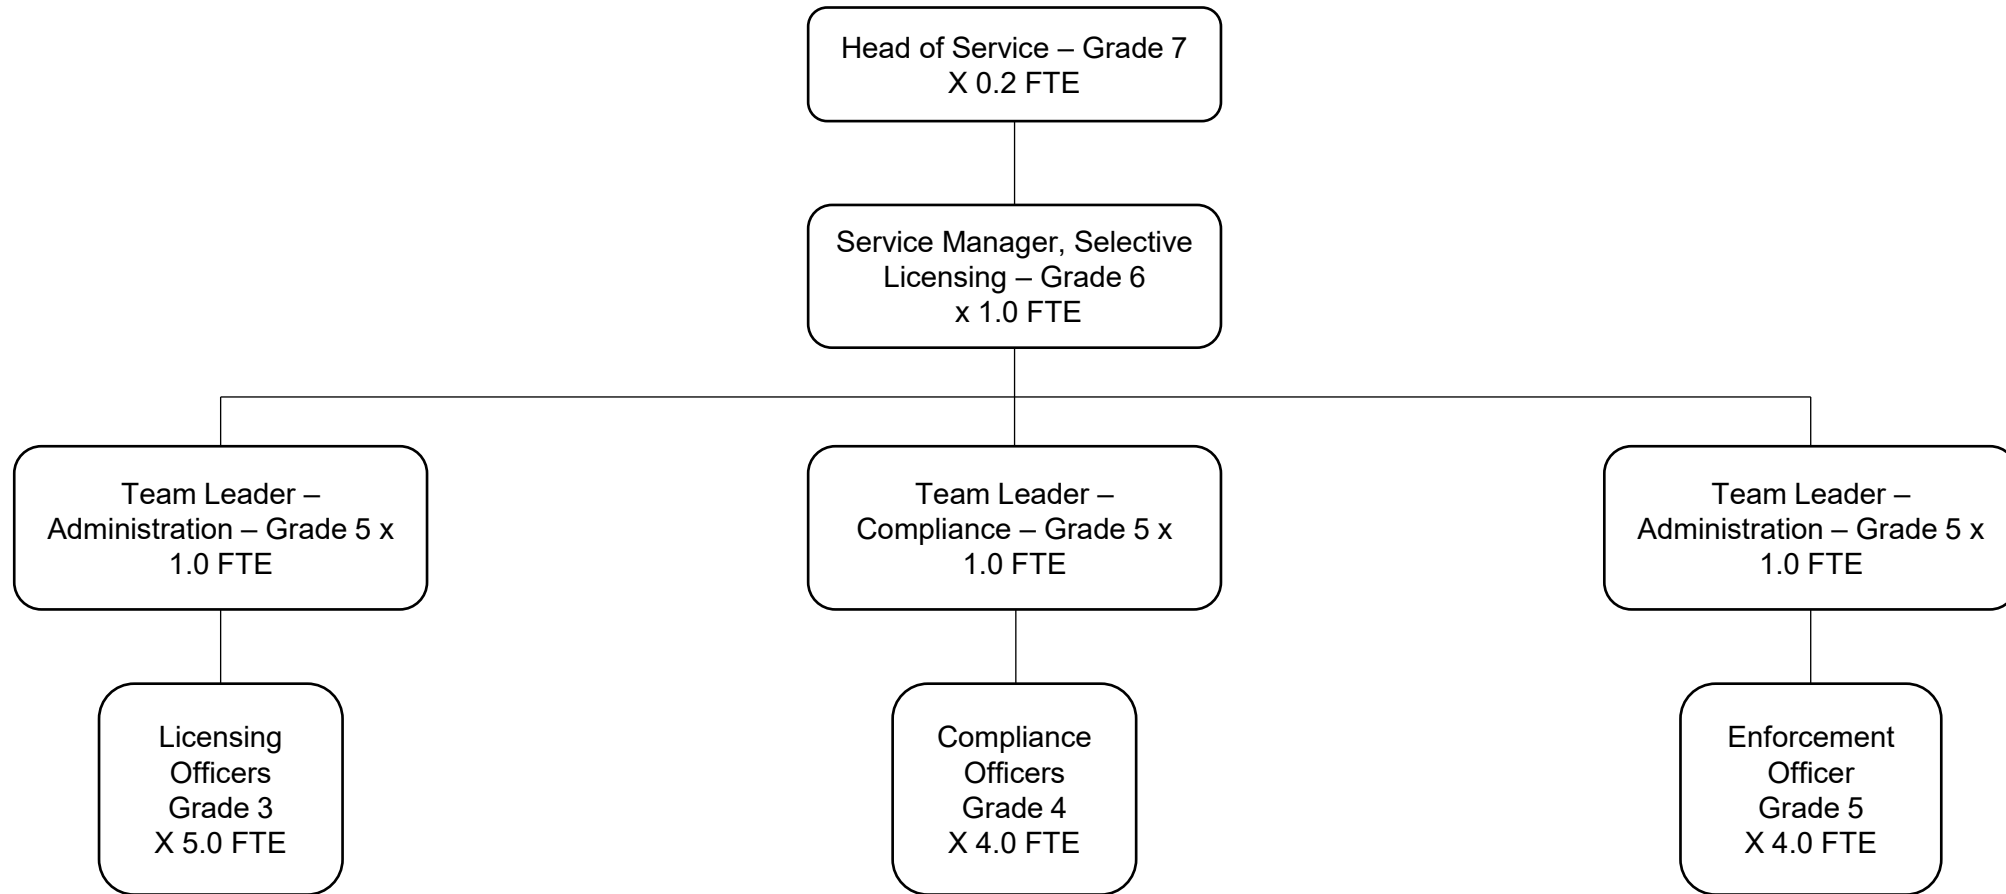 Head of Service – Grade 7
X 0.2 FTE
Service Manager, Selective
Licensing – Grade 6
x 1.0 FTE
Team Leader –
Administration – Grade 5 x
1.0 FTE
Team Leader –
Compliance – Grade 5 x
1.0 FTE
Team Leader –
Administration – Grade 5 x
1.0 FTE
Licensing
Officers
Grade 3
X 5.0 FTE
Compliance
Officers
Grade 4
X 4.0 FTE
Enforcement
Officer
Grade 5
X 4.0 FTE